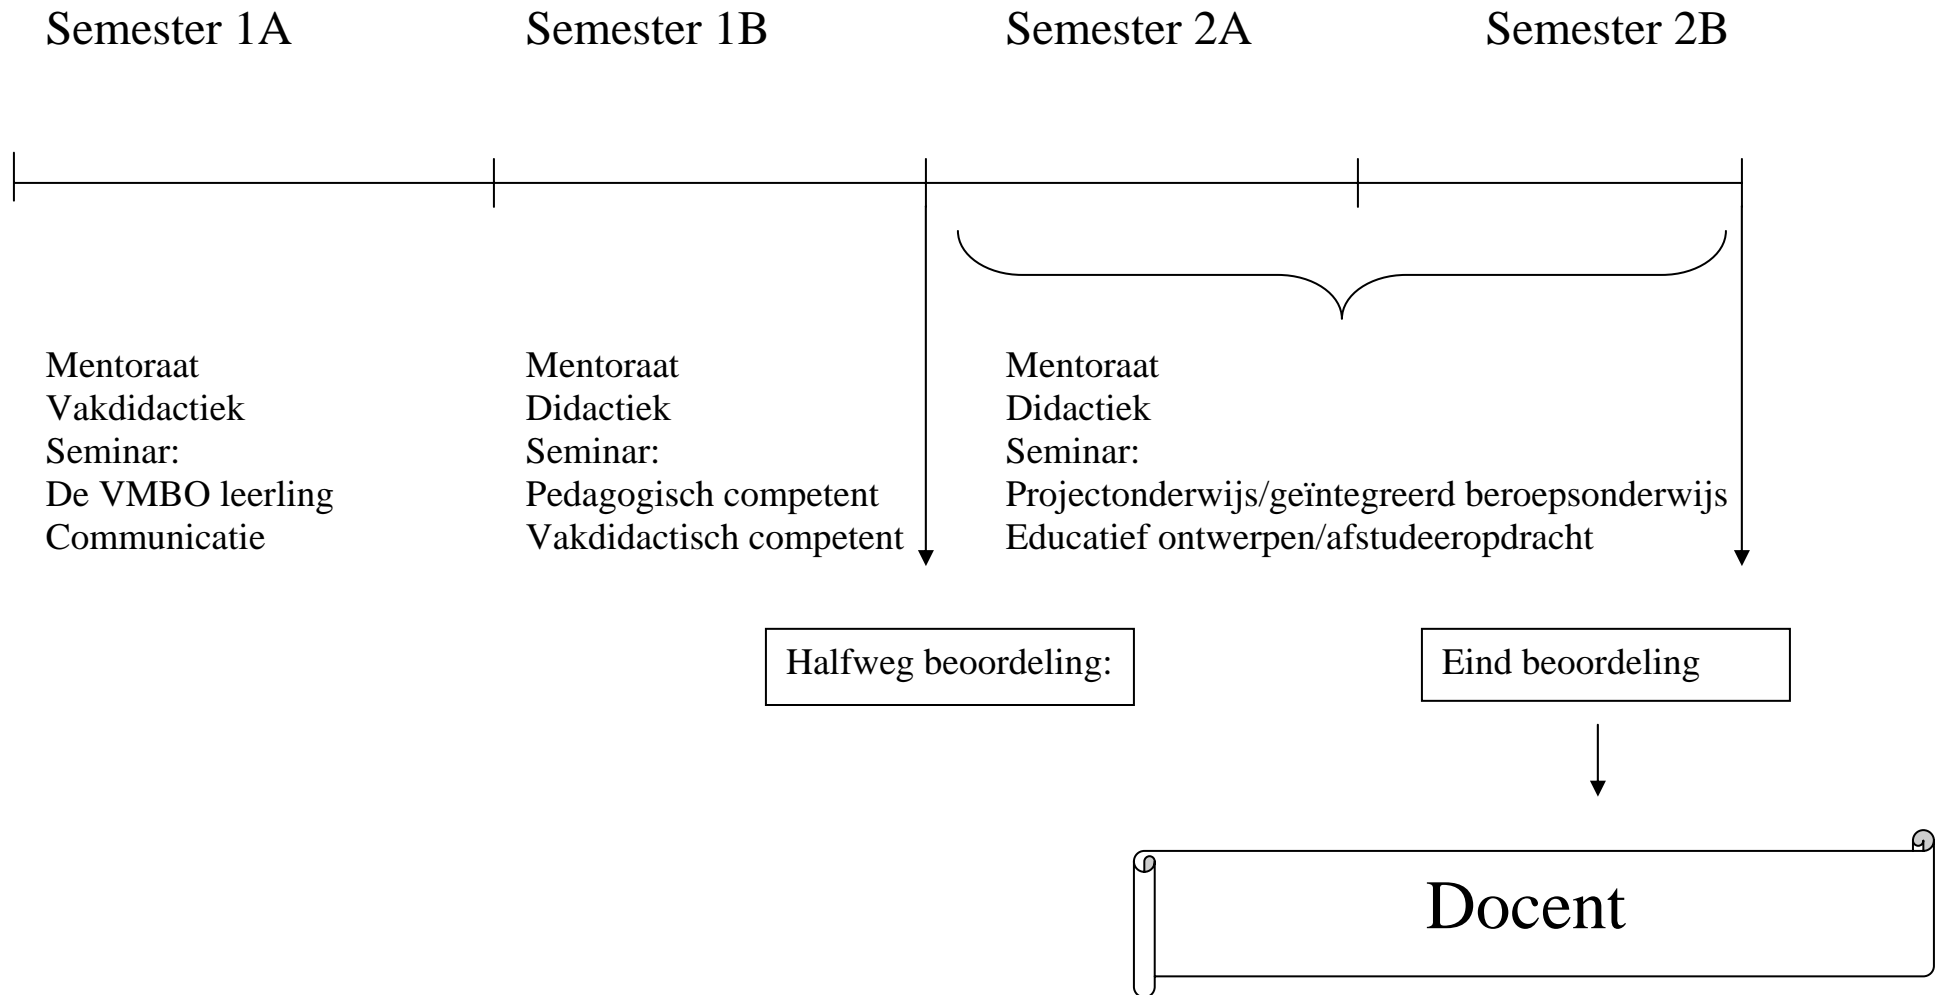 Semester 1A Semester 1B Semester 2A Semester 2B
Mentoraat
Vakdidactiek
Seminar:
De VMBO leerling
Communicatie
Mentoraat
Didactiek
Seminar:
Pedagogisch competent
Vakdidactisch competent
Mentoraat
Didactiek
Seminar:
Projectonderwijs/geïntegreerd beroepsonderwijs
Educatief ontwerpen/afstudeeropdracht
Halfweg beoordeling:
Eind beoordeling
Docent